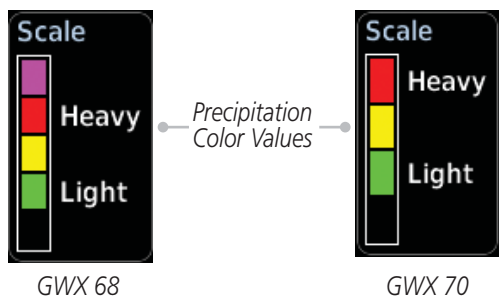 Scale
Heavy
Light
Precipitation
Color Values
Scale
Heavy
Light
GWX 68
GWX 70